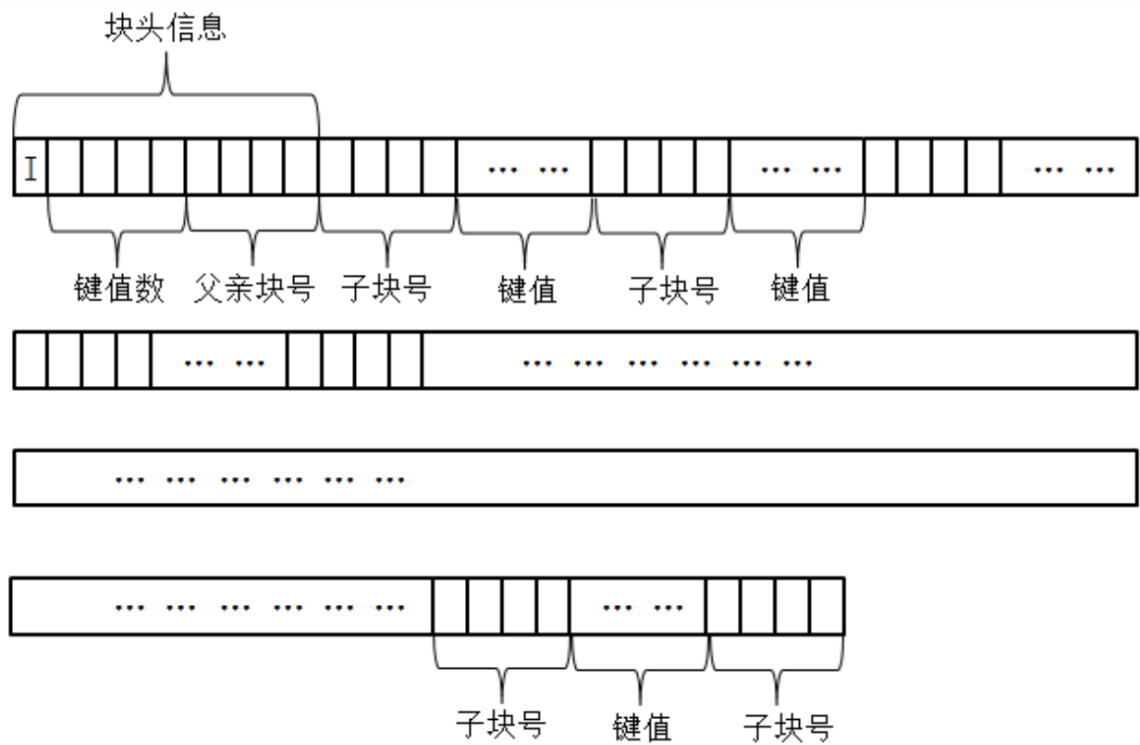 块头信息
I … … … … … …
键值数 父亲块号 子块号 键值 子块号 键值
… … … … … … … …
… … … … … …
… … … … … … … …
子块号 键值 子块号